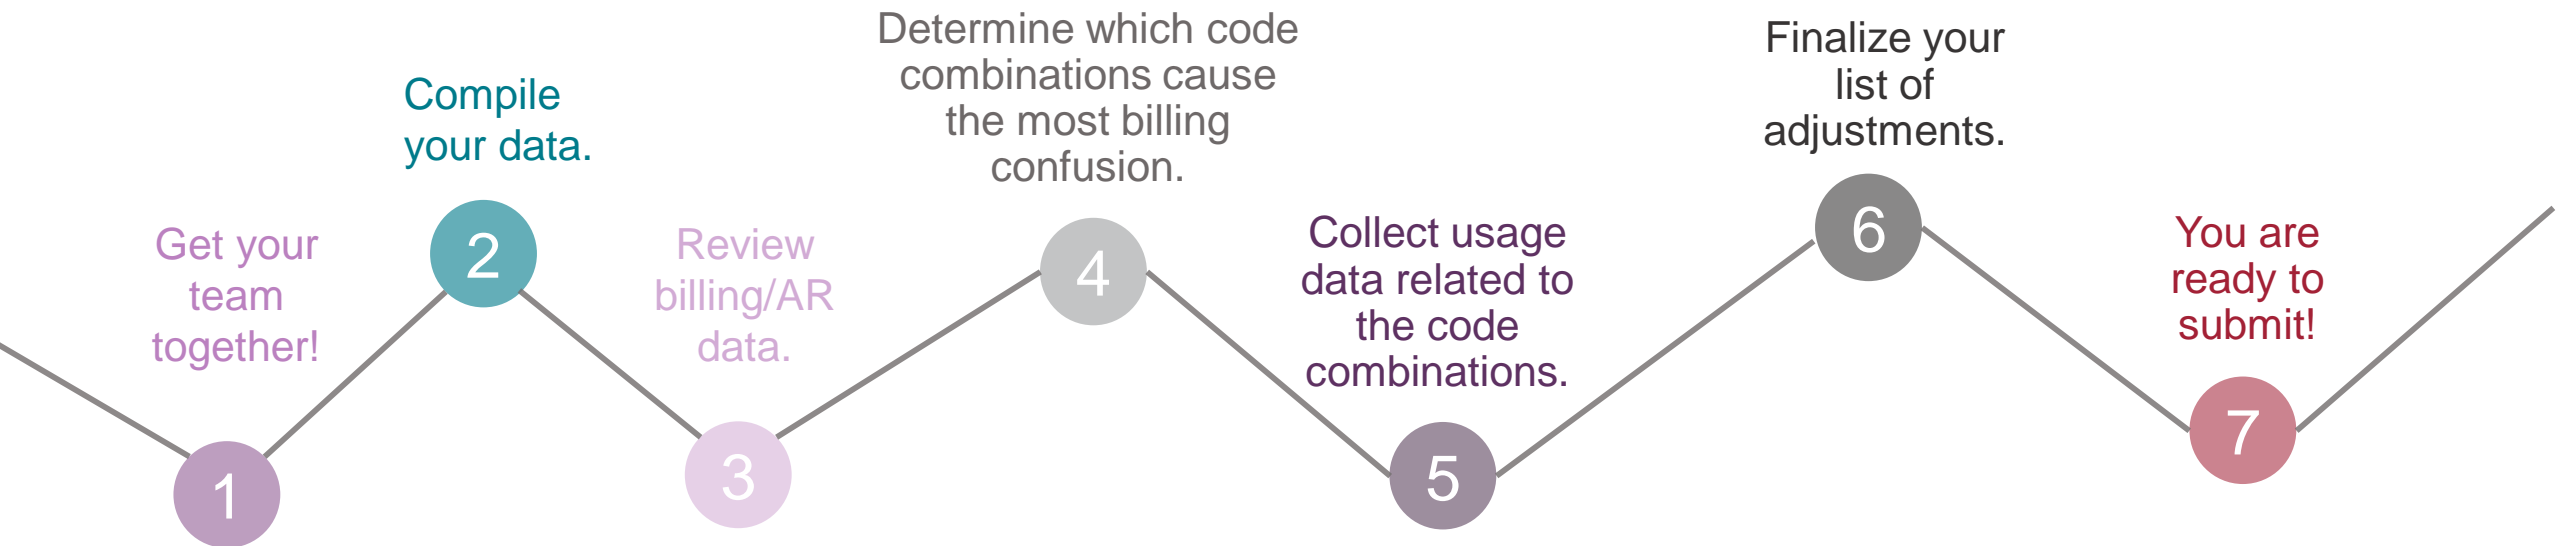 Get your
team
together!
1
Compile
your data.
2
Review
billing/AR
data.
3
Determine which code
combinations cause
the most billing
confusion.
4
Collect usage
data related to
the code
combinations.
5
Finalize your
list of
adjustments.
6
You are
ready to
submit!
7